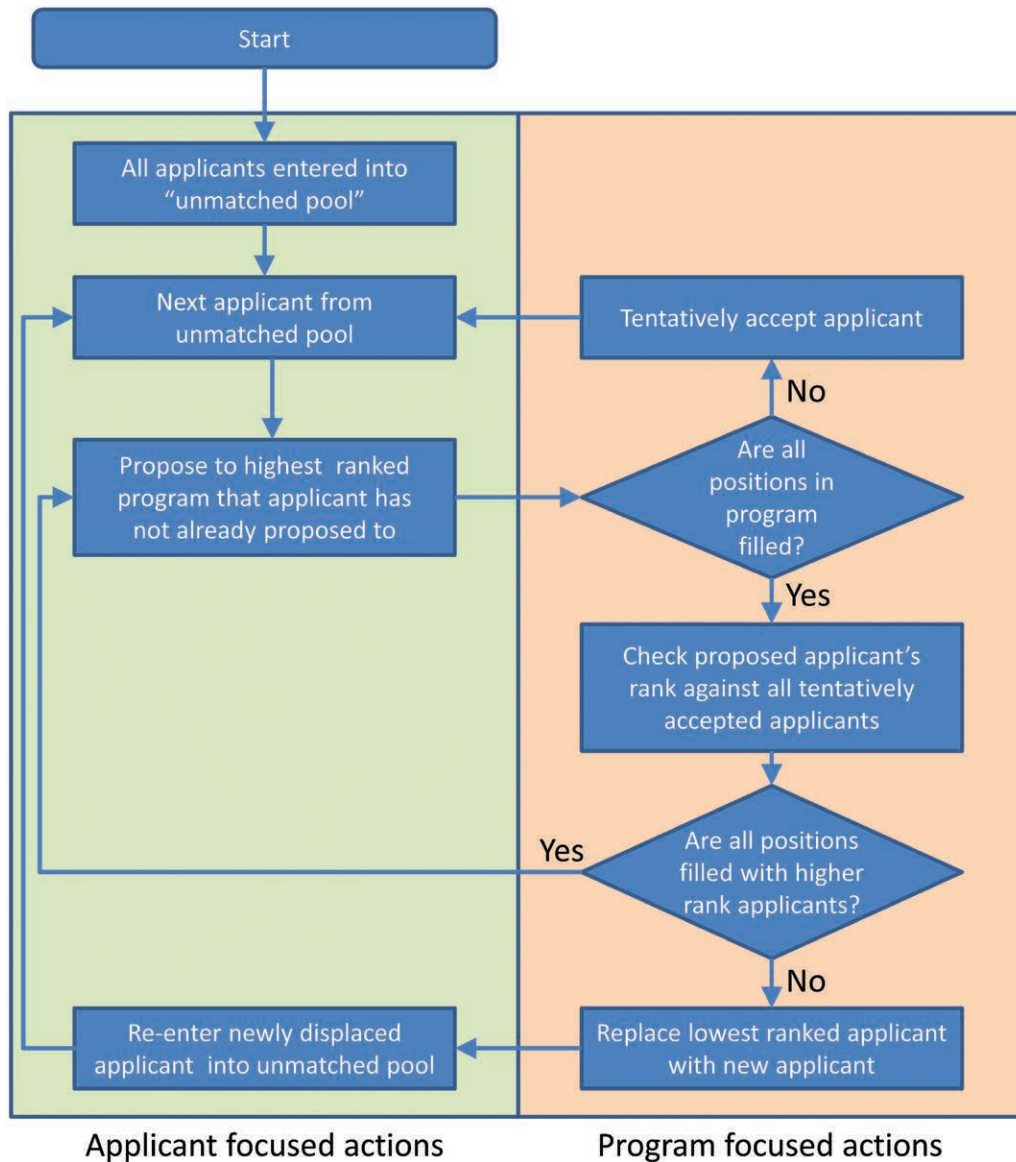 Start
All applicants entered into
“unmatched pool”
Next applicant from
unmatched pool
Tentatively accept applicant
No
Propose to highest ranked
program that applicant has
not already proposed to
Are all
positions in
program
filled?
Yes
Check proposed applicant’s
rank against all tentatively
accepted applicants
Yes
Are all positions
filled with higher
rank applicants?
No
Re-enter newly displaced
applicant into unmatched pool
Replace lowest ranked applicant
with new applicant
Applicant focused actions
Program focused actions